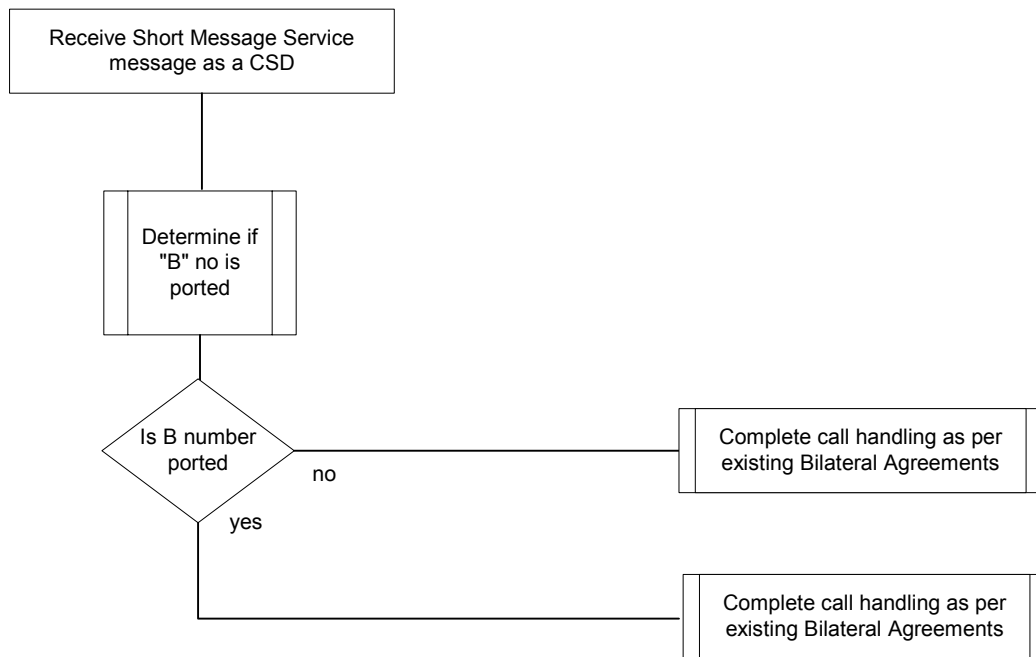 Receive Short Message Service
message as a CSD
Determine if
"B" no is
ported
Is B number
ported
no
yes
Complete call handling as per
existing Bilateral Agreements
Complete call handling as per
existing Bilateral Agreements